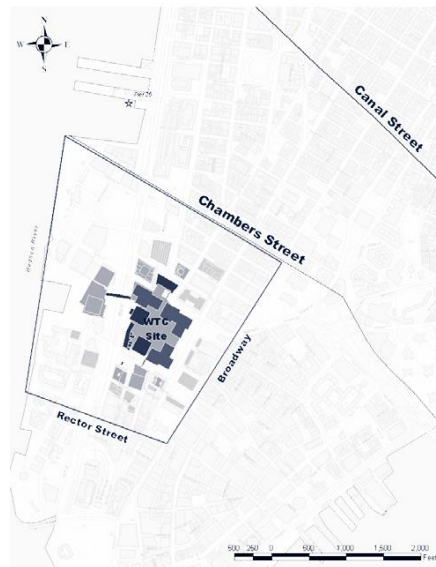 N
W E
S
Pier 25
Canal Street
Chambers Street
Hudson River
WTC
Site
Broadway
Rector Street
500 250 0 500 1,000 1,500 2,000
Feet